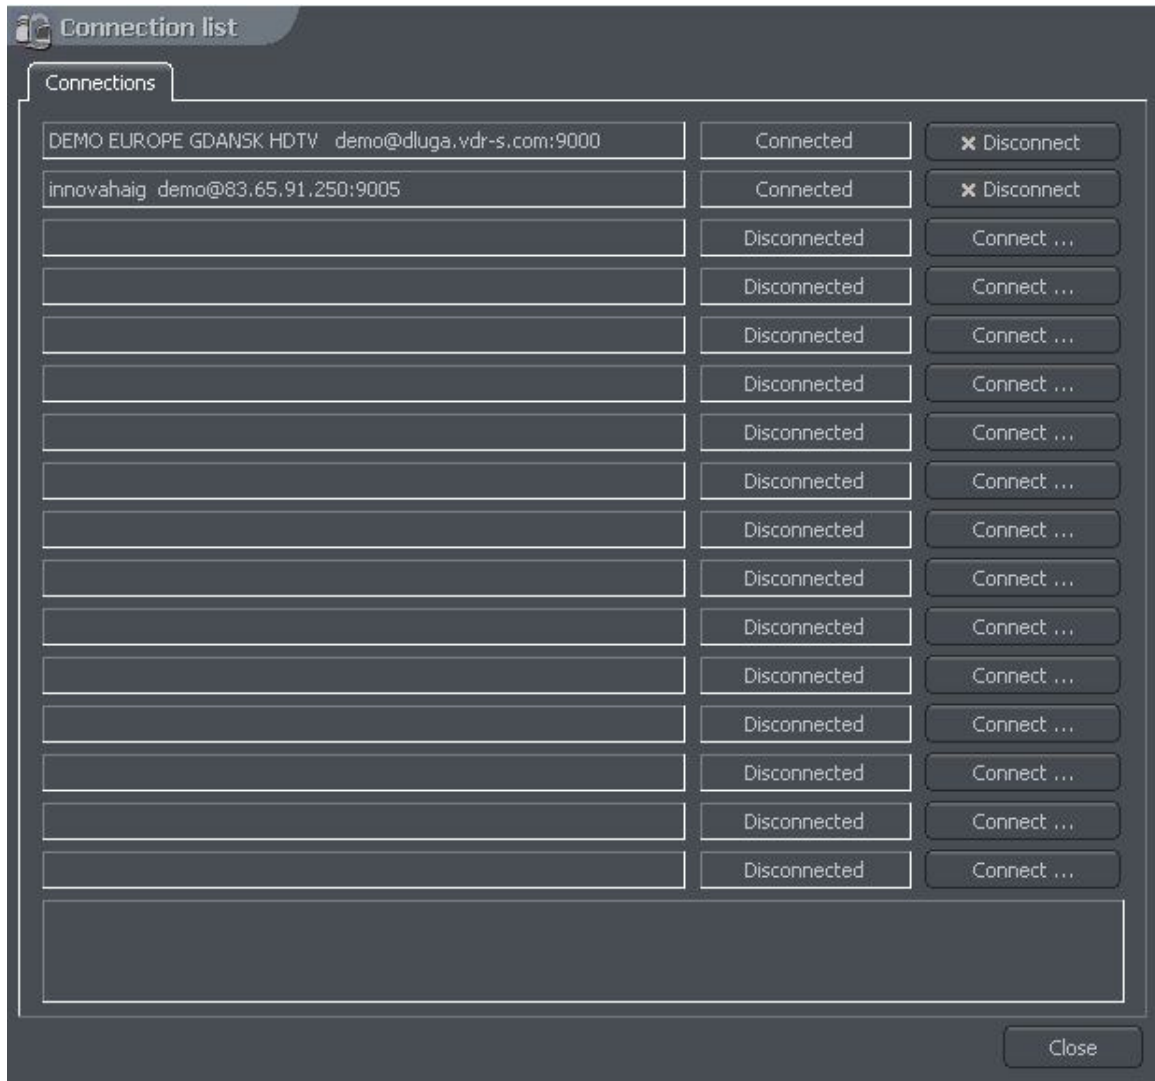 Connection list
Connections
DEMO EUROPE GDANSK HDTV demo@dluga.vdr-s.com:9000 Connected Disconnect
innovahaig demo@83.65.91.250:9005 Connected Disconnect
Disconnected Connect ...
Disconnected Connect ...
Disconnected Connect ...
Disconnected Connect ...
Disconnected Connect ...
Disconnected Connect ...
Disconnected Connect ...
Disconnected Connect ...
Disconnected Connect ...
Disconnected Connect ...
Disconnected Connect ...
Disconnected Connect ...
Disconnected Connect ...
Disconnected Connect ...
Close